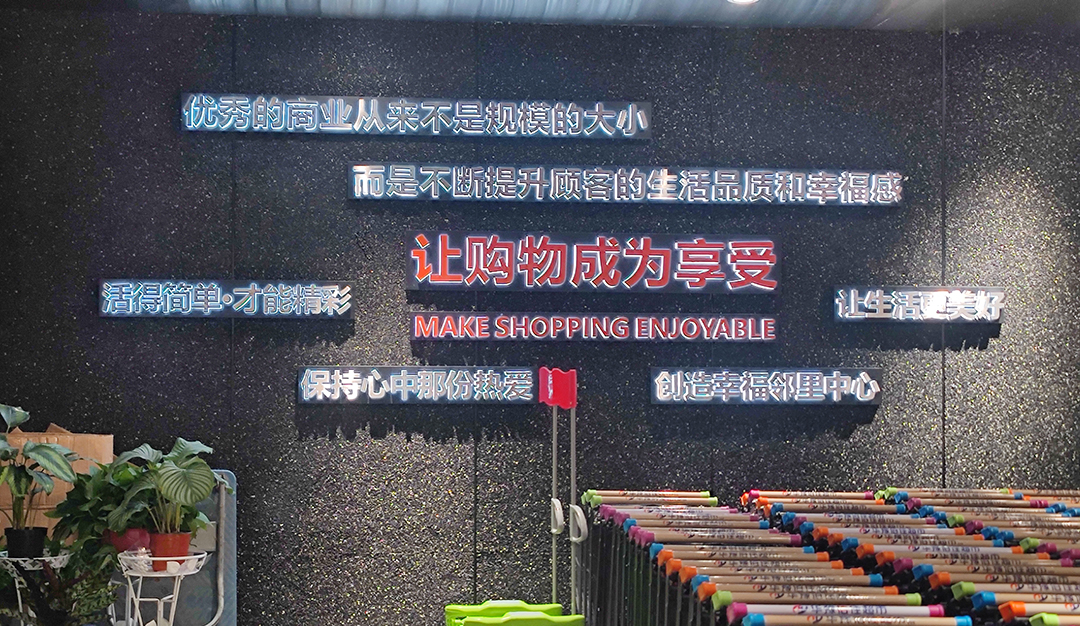 优秀的商业从来不是规模的大小
而是不断提升顾客的生活品质和幸福感
让购物成为享受
活得简单·才能精彩
让生活更美好
MAKE SHOPPING ENJOYABLE
保持心中那份热爱
创造幸福邻里中心